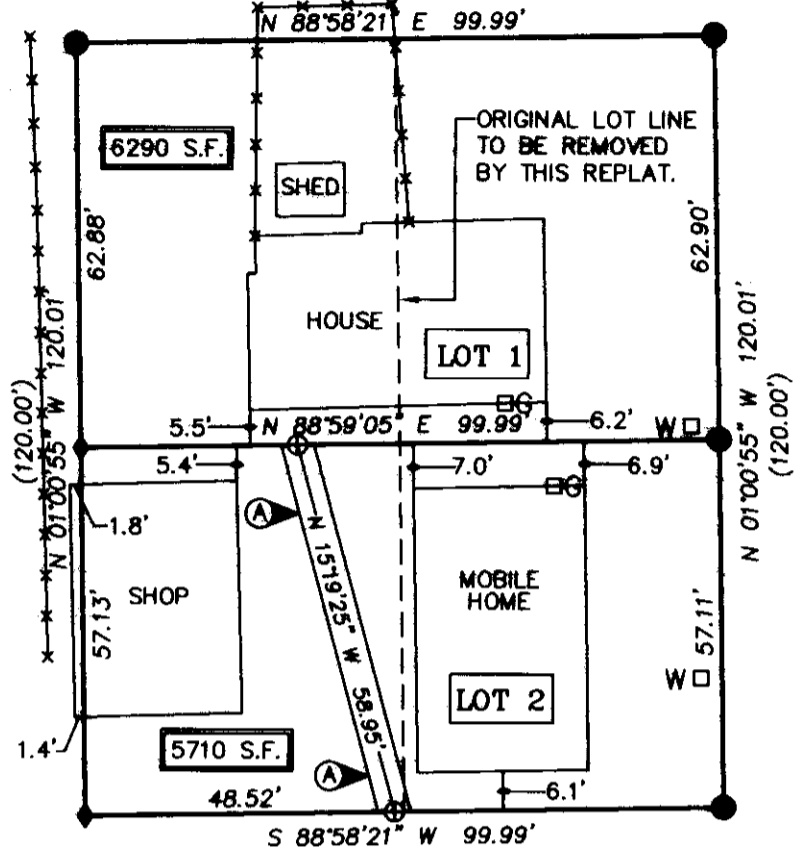 N 88°58'21" E 99.99'
6290 S.F.
ORIGINAL LOT LINE
TO BE REMOVED
BY THIS REPLAT.
SHED
62.88'
62.90'
HOUSE
LOT 1
G
N 01°00'55" W 120.01'
(120.00')
N 01°00'55" W 120.01'
(120.00')
5.5'
N 88°59'05" E 99.99'
6.2'
W
5.4'
7.0'
6.9'
G
1.8'
A
N 15°19'25" W 58.95'
SHOP
MOBILE
HOME
57.13'
57.11'
W
LOT 2
1.4'
5710 S.F.
A
48.52'
6.1'
S 88°58'21" W 99.99'